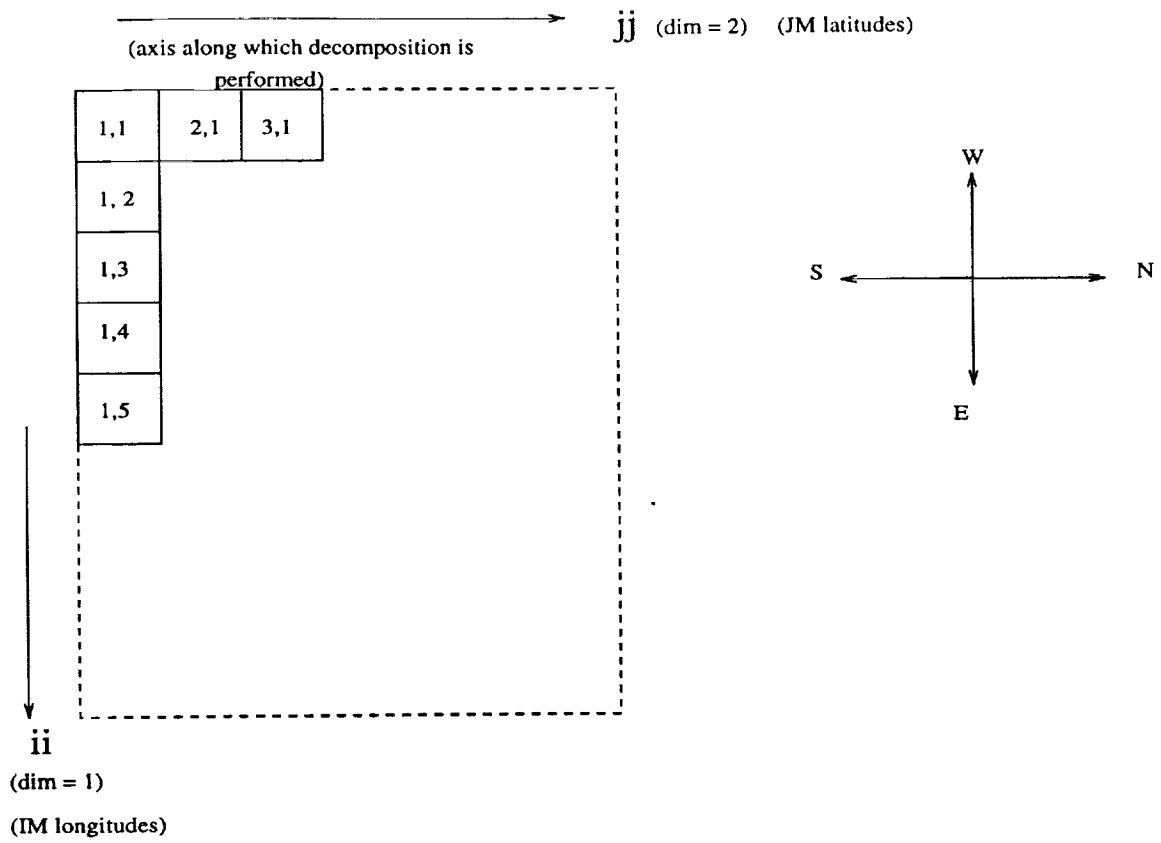 jj (dim = 2) (JM latitudes)
(axis along which decomposition is
performed)
1,1 2,1 3,1
1, 2
1,3
1,4
1,5
W
S N
E
ii
(dim = 1)
(IM longitudes)